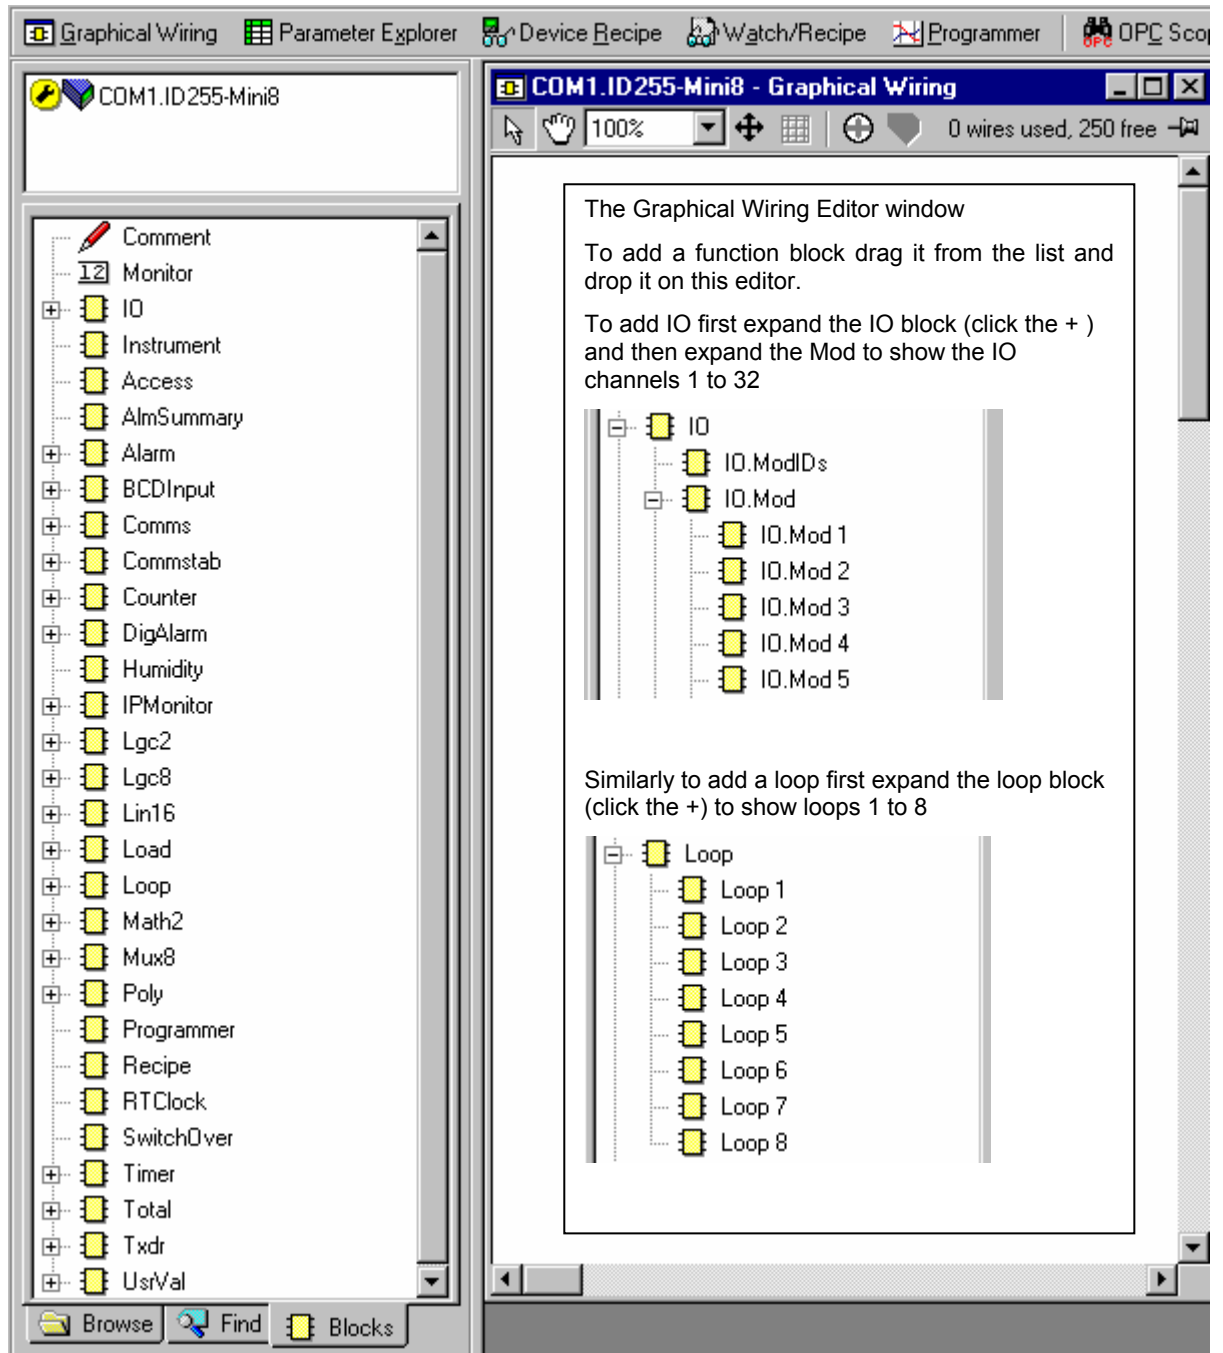 Graphical Wiring Parameter Explorer Device Recipe Watch/Recipe Programmer OPC Scop
COM1.ID255-Mini8
Comment
12 Monitor
IO
Instrument
Access
AlmSummary
Alarm
BCDInput
Comms
Commstab
Counter
DigAlarm
Humidity
IPMonitor
Lgc2
Lgc8
Lin16
Load
Loop
Math2
Mux8
Poly
Programmer
Recipe
RTClock
SwitchOver
Timer
Total
Txdr
UsrVal
Browse Find Blocks
COM1.ID255-Mini8 - Graphical Wiring
100% 0 wires used, 250 free
The Graphical Wiring Editor window
To add a function block drag it from the list and
drop it on this editor.
To add IO first expand the IO block (click the + )
and then expand the Mod to show the IO
channels 1 to 32
IO
IO.ModIDs
IO.Mod
IO.Mod 1
IO.Mod 2
IO.Mod 3
IO.Mod 4
IO.Mod 5
Similarly to add a loop first expand the loop block
(click the +) to show loops 1 to 8
Loop
Loop 1
Loop 2
Loop 3
Loop 4
Loop 5
Loop 6
Loop 7
Loop 8